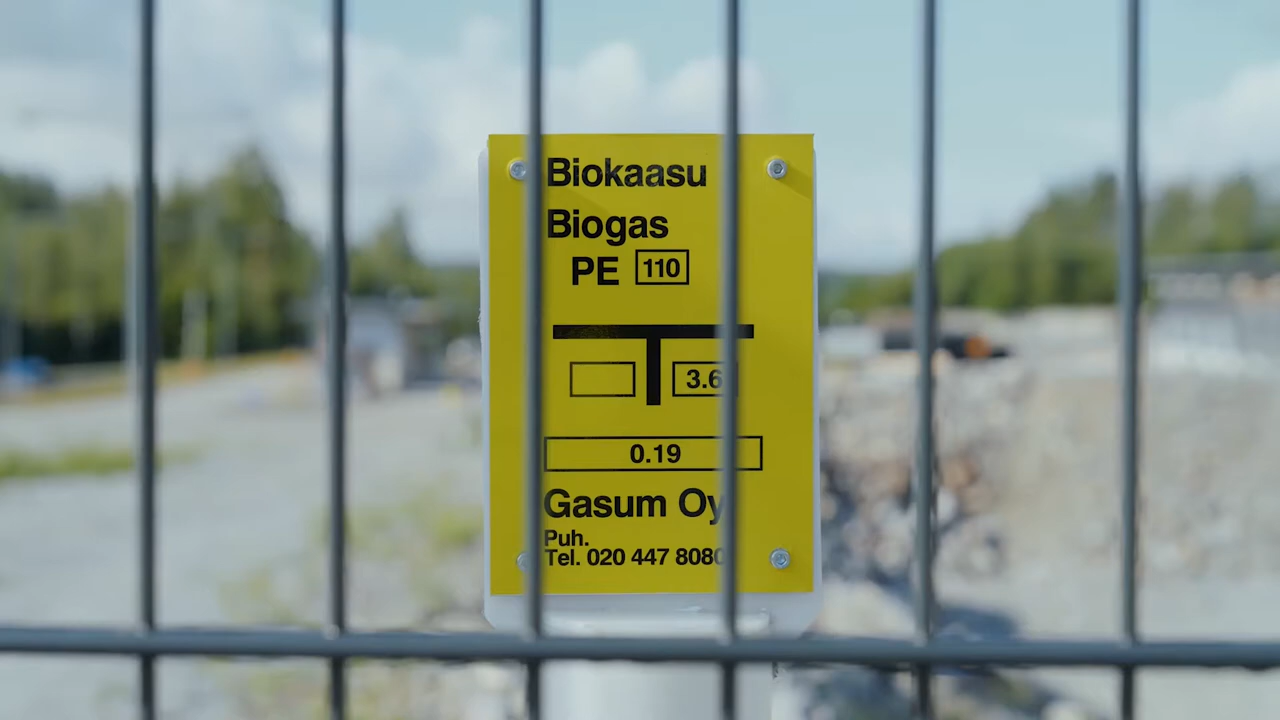 Biokaasu
Biogas
PE 110
3.6
0.19
Gasum Oy
Puh.
Tel. 020 447 8080